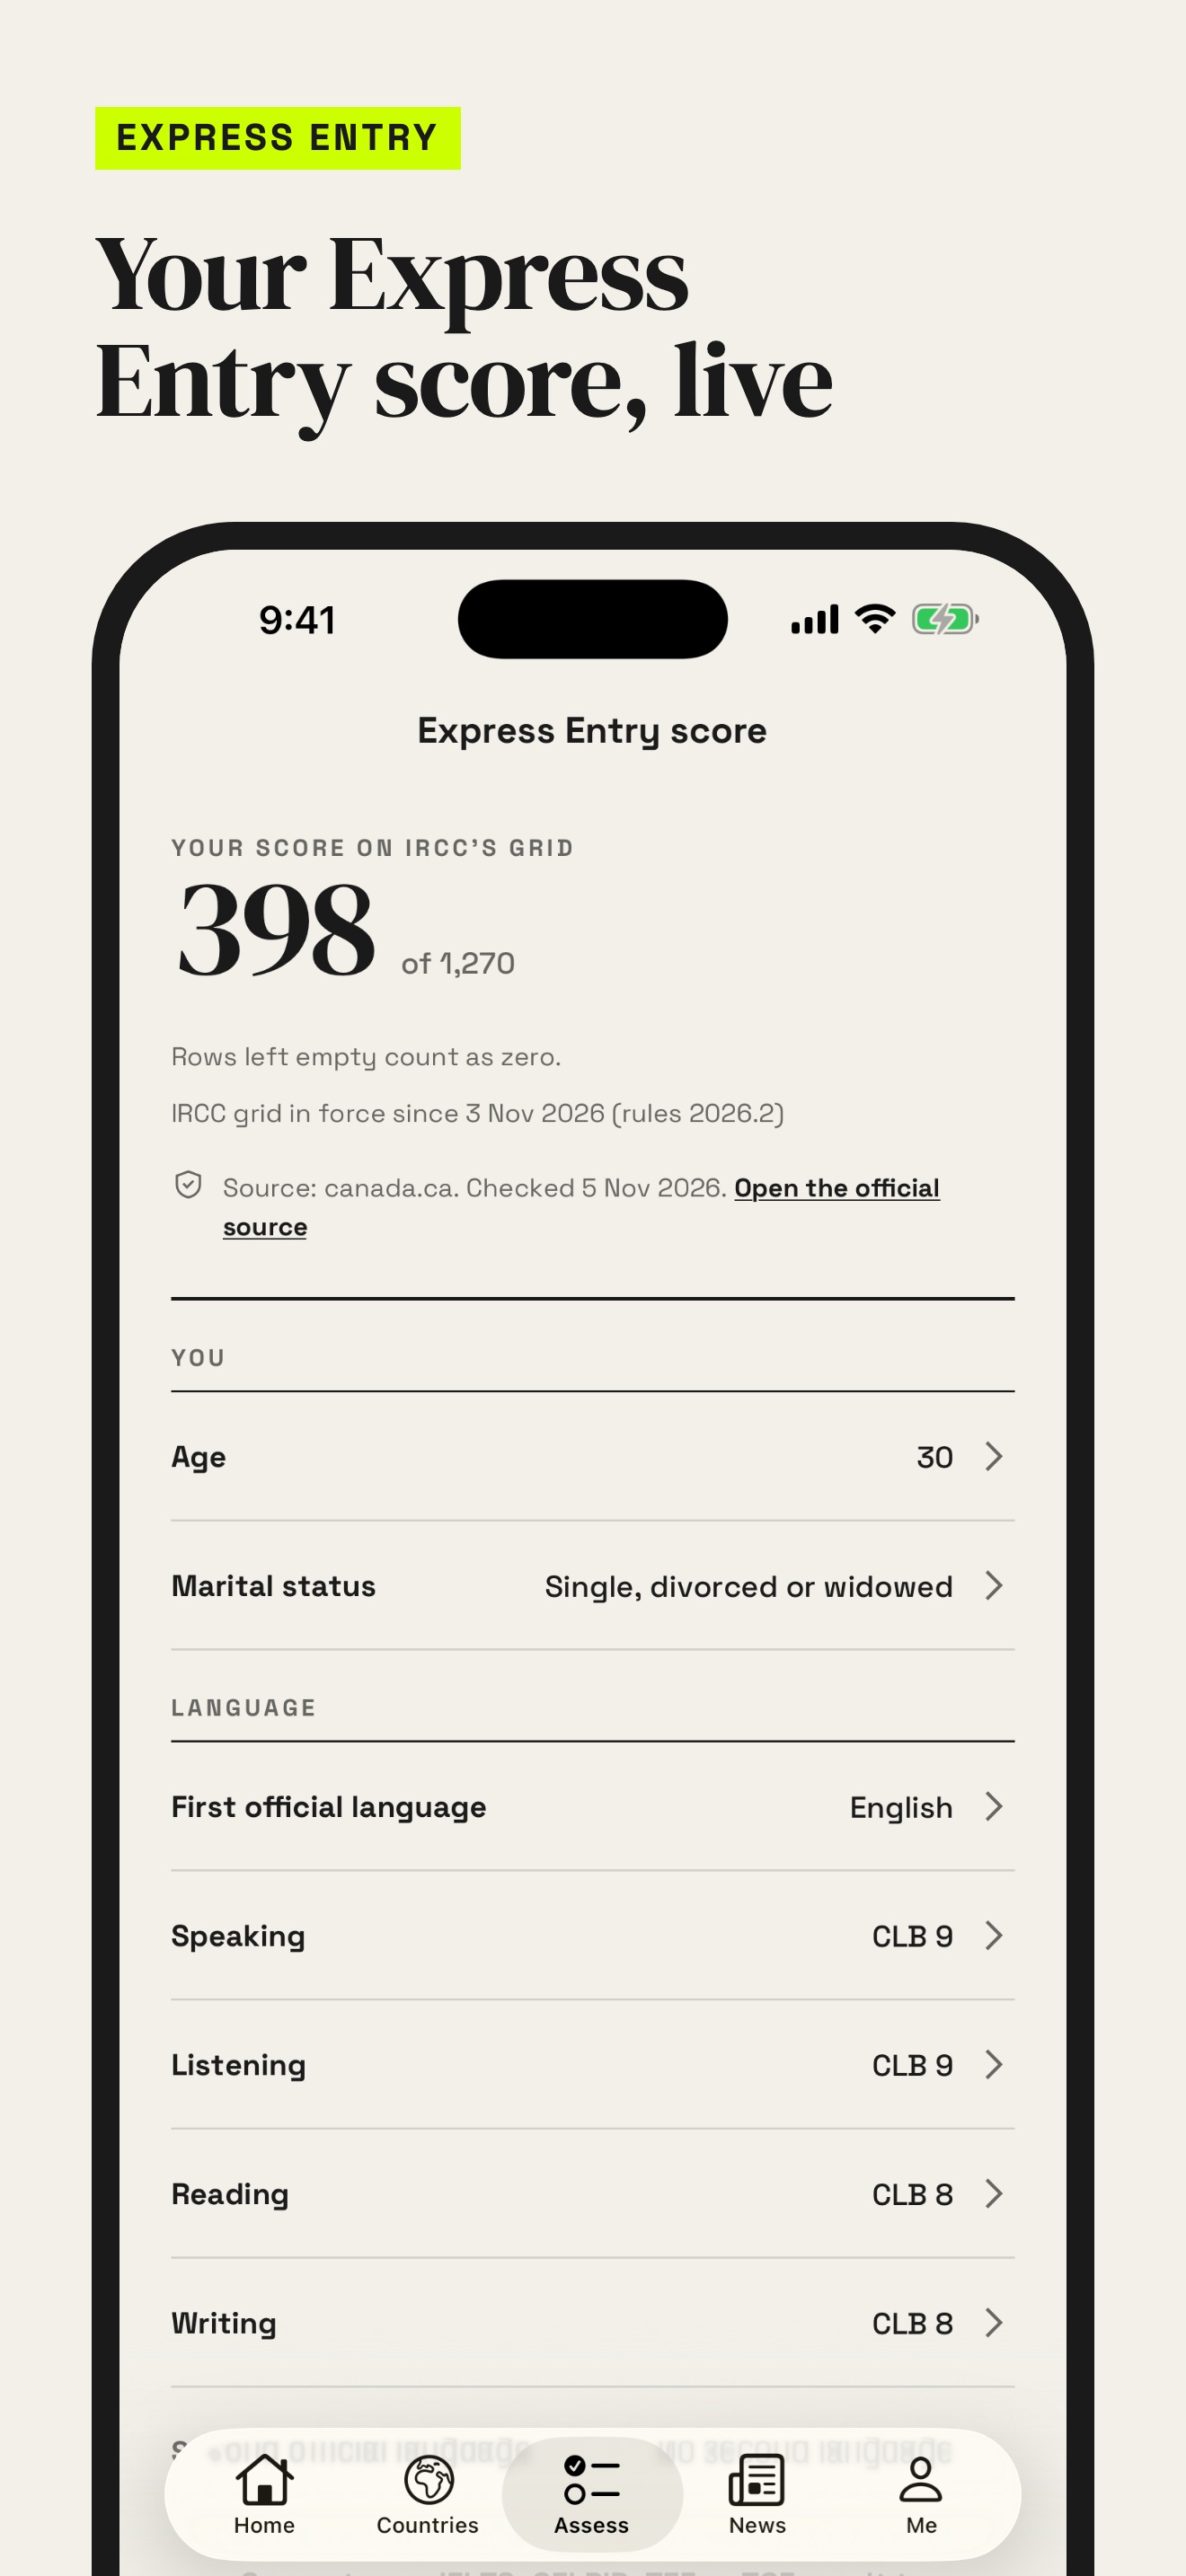 EXPRESS ENTRY
Your Express
Entry score, live
9:41
Express Entry score
YOUR SCORE ON IRCC'S GRID
398 of 1,270
Rows left empty count as zero.
IRCC grid in force since 3 Nov 2026 (rules 2026.2)
Source: canada.ca. Checked 5 Nov 2026. Open the official
source
YOU
Age 30
Marital status Single, divorced or widowed
LANGUAGE
First official language English
Speaking CLB 9
Listening CLB 9
Reading CLB 8
Writing CLB 8
Home Countries Assess News Me